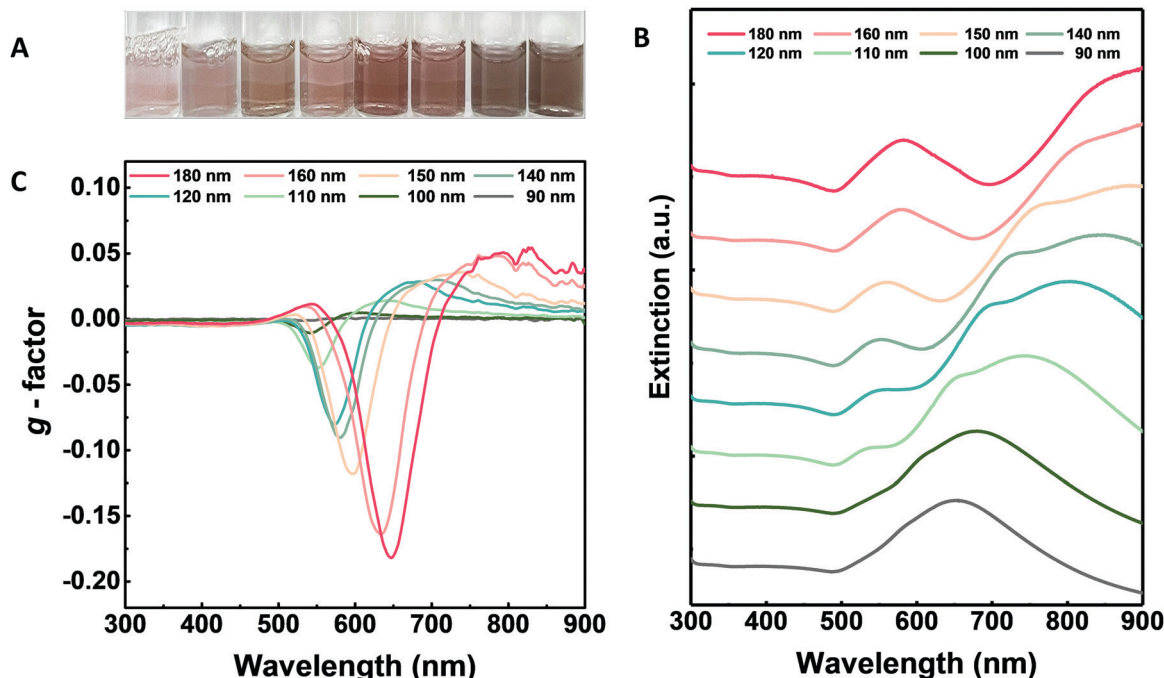 A
B
180 nm 160 nm 150 nm 140 nm
120 nm 110 nm 100 nm 90 nm
Extinction (a.u.)
300 400 500 600 700 800 900
Wavelength (nm)
C
180 nm 160 nm 150 nm 140 nm
120 nm 110 nm 100 nm 90 nm
0.10
0.05
0.00
-0.05
-0.10
-0.15
-0.20
g - factor
300 400 500 600 700 800 900
Wavelength (nm)